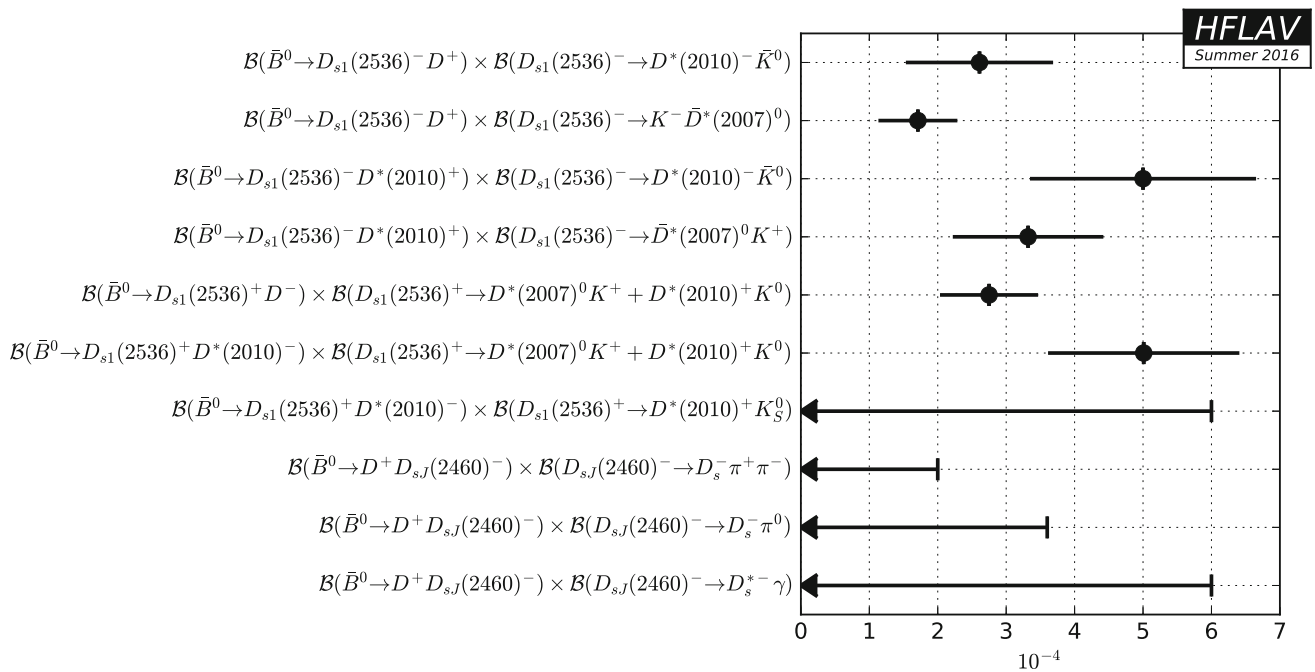 HFLAV
Summer 2016
ℬ(B̄⁰→D_{s1}(2536)⁻D⁺) × ℬ(D_{s1}(2536)⁻→D*(2010)⁻K̄⁰)
ℬ(B̄⁰→D_{s1}(2536)⁻D⁺) × ℬ(D_{s1}(2536)⁻→K⁻D̄*(2007)⁰)
ℬ(B̄⁰→D_{s1}(2536)⁻D*(2010)⁺) × ℬ(D_{s1}(2536)⁻→D*(2010)⁻K̄⁰)
ℬ(B̄⁰→D_{s1}(2536)⁻D*(2010)⁺) × ℬ(D_{s1}(2536)⁻→D̄*(2007)⁰K⁺)
ℬ(B̄⁰→D_{s1}(2536)⁺D⁻) × ℬ(D_{s1}(2536)⁺→D*(2007)⁰K⁺ + D*(2010)⁺K⁰)
ℬ(B̄⁰→D_{s1}(2536)⁺D*(2010)⁻) × ℬ(D_{s1}(2536)⁺→D*(2007)⁰K⁺ + D*(2010)⁺K⁰)
ℬ(B̄⁰→D_{s1}(2536)⁺D*(2010)⁻) × ℬ(D_{s1}(2536)⁺→D*(2010)⁺K_S⁰)
ℬ(B̄⁰→D⁺D_{sJ}(2460)⁻) × ℬ(D_{sJ}(2460)⁻→D_s⁻π⁺π⁻)
ℬ(B̄⁰→D⁺D_{sJ}(2460)⁻) × ℬ(D_{sJ}(2460)⁻→D_s⁻π⁰)
ℬ(B̄⁰→D⁺D_{sJ}(2460)⁻) × ℬ(D_{sJ}(2460)⁻→D_s*⁻γ)
0 1 2 3 4 5 6 7
10⁻⁴